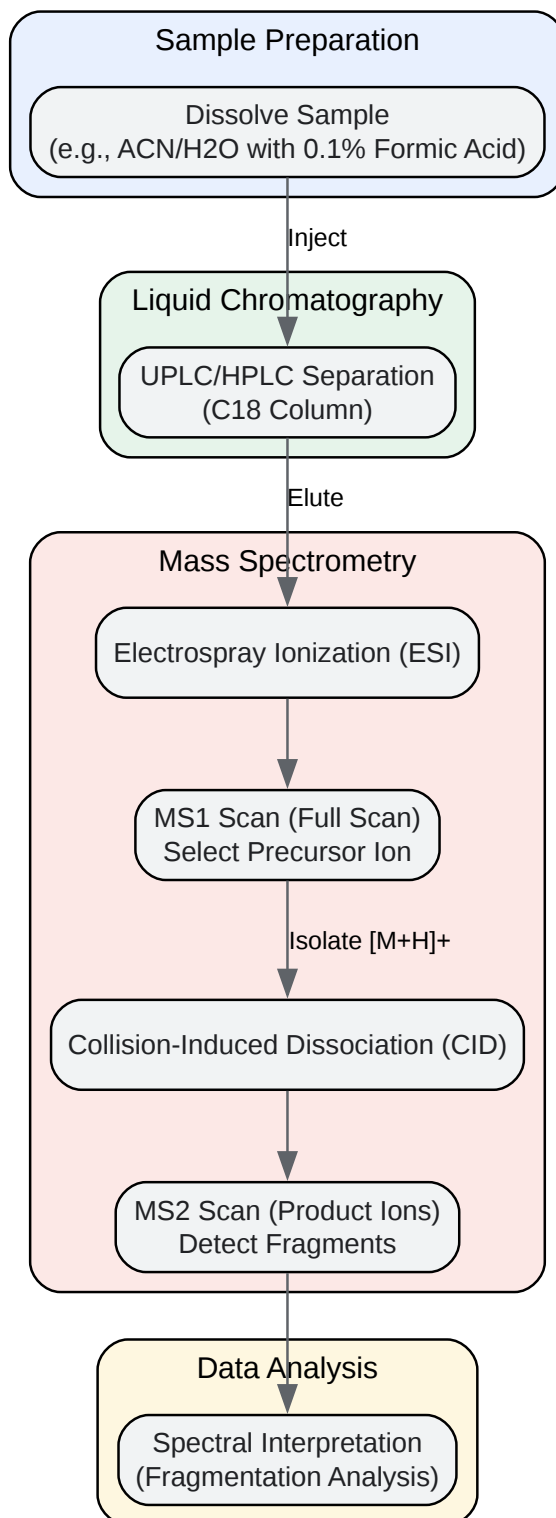 Sample Preparation
Dissolve Sample
(e.g., ACN/H2O with 0.1% Formic Acid)
Inject
Liquid Chromatography
UPLC/HPLC Separation
(C18 Column)
Elute
Mass Spectrometry
Electrospray Ionization (ESI)
MS1 Scan (Full Scan)
Select Precursor Ion
Isolate [M+H]+
Collision-Induced Dissociation (CID)
MS2 Scan (Product Ions)
Detect Fragments
Data Analysis
Spectral Interpretation
(Fragmentation Analysis)